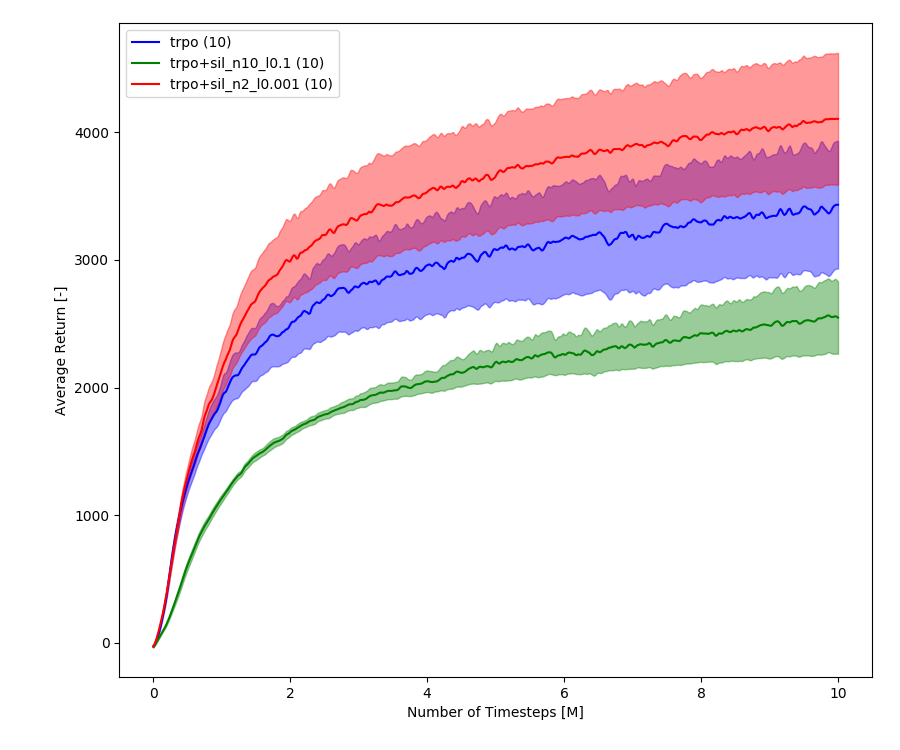 trpo (10)
trpo+sil_n10_l0.1 (10)
trpo+sil_n2_l0.001 (10)
4000
3000
2000
1000
0
Average Return [-]
0 2 4 6 8 10
Number of Timesteps [M]